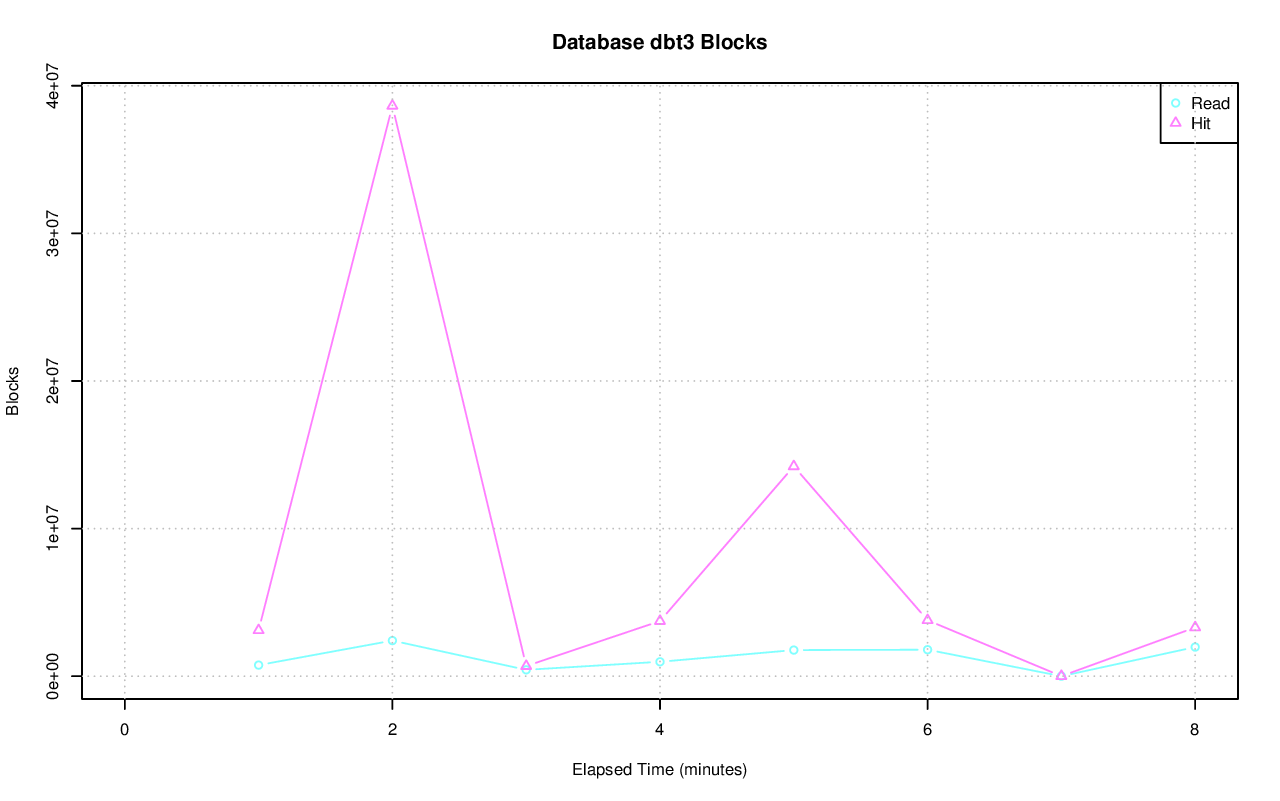 Database dbt3 Blocks
Read
Hit
Blocks
4e+07
3e+07
2e+07
1e+07
0e+00
0 2 4 6 8
Elapsed Time (minutes)